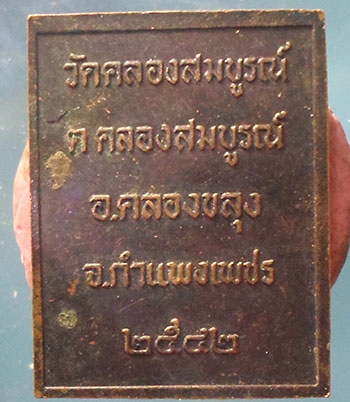 วัดคลองสมบูรณ์
ต คลองสมบูรณ์
อ.คลองขลุง
จ.กำแพงเพชร
๒๕๔๒